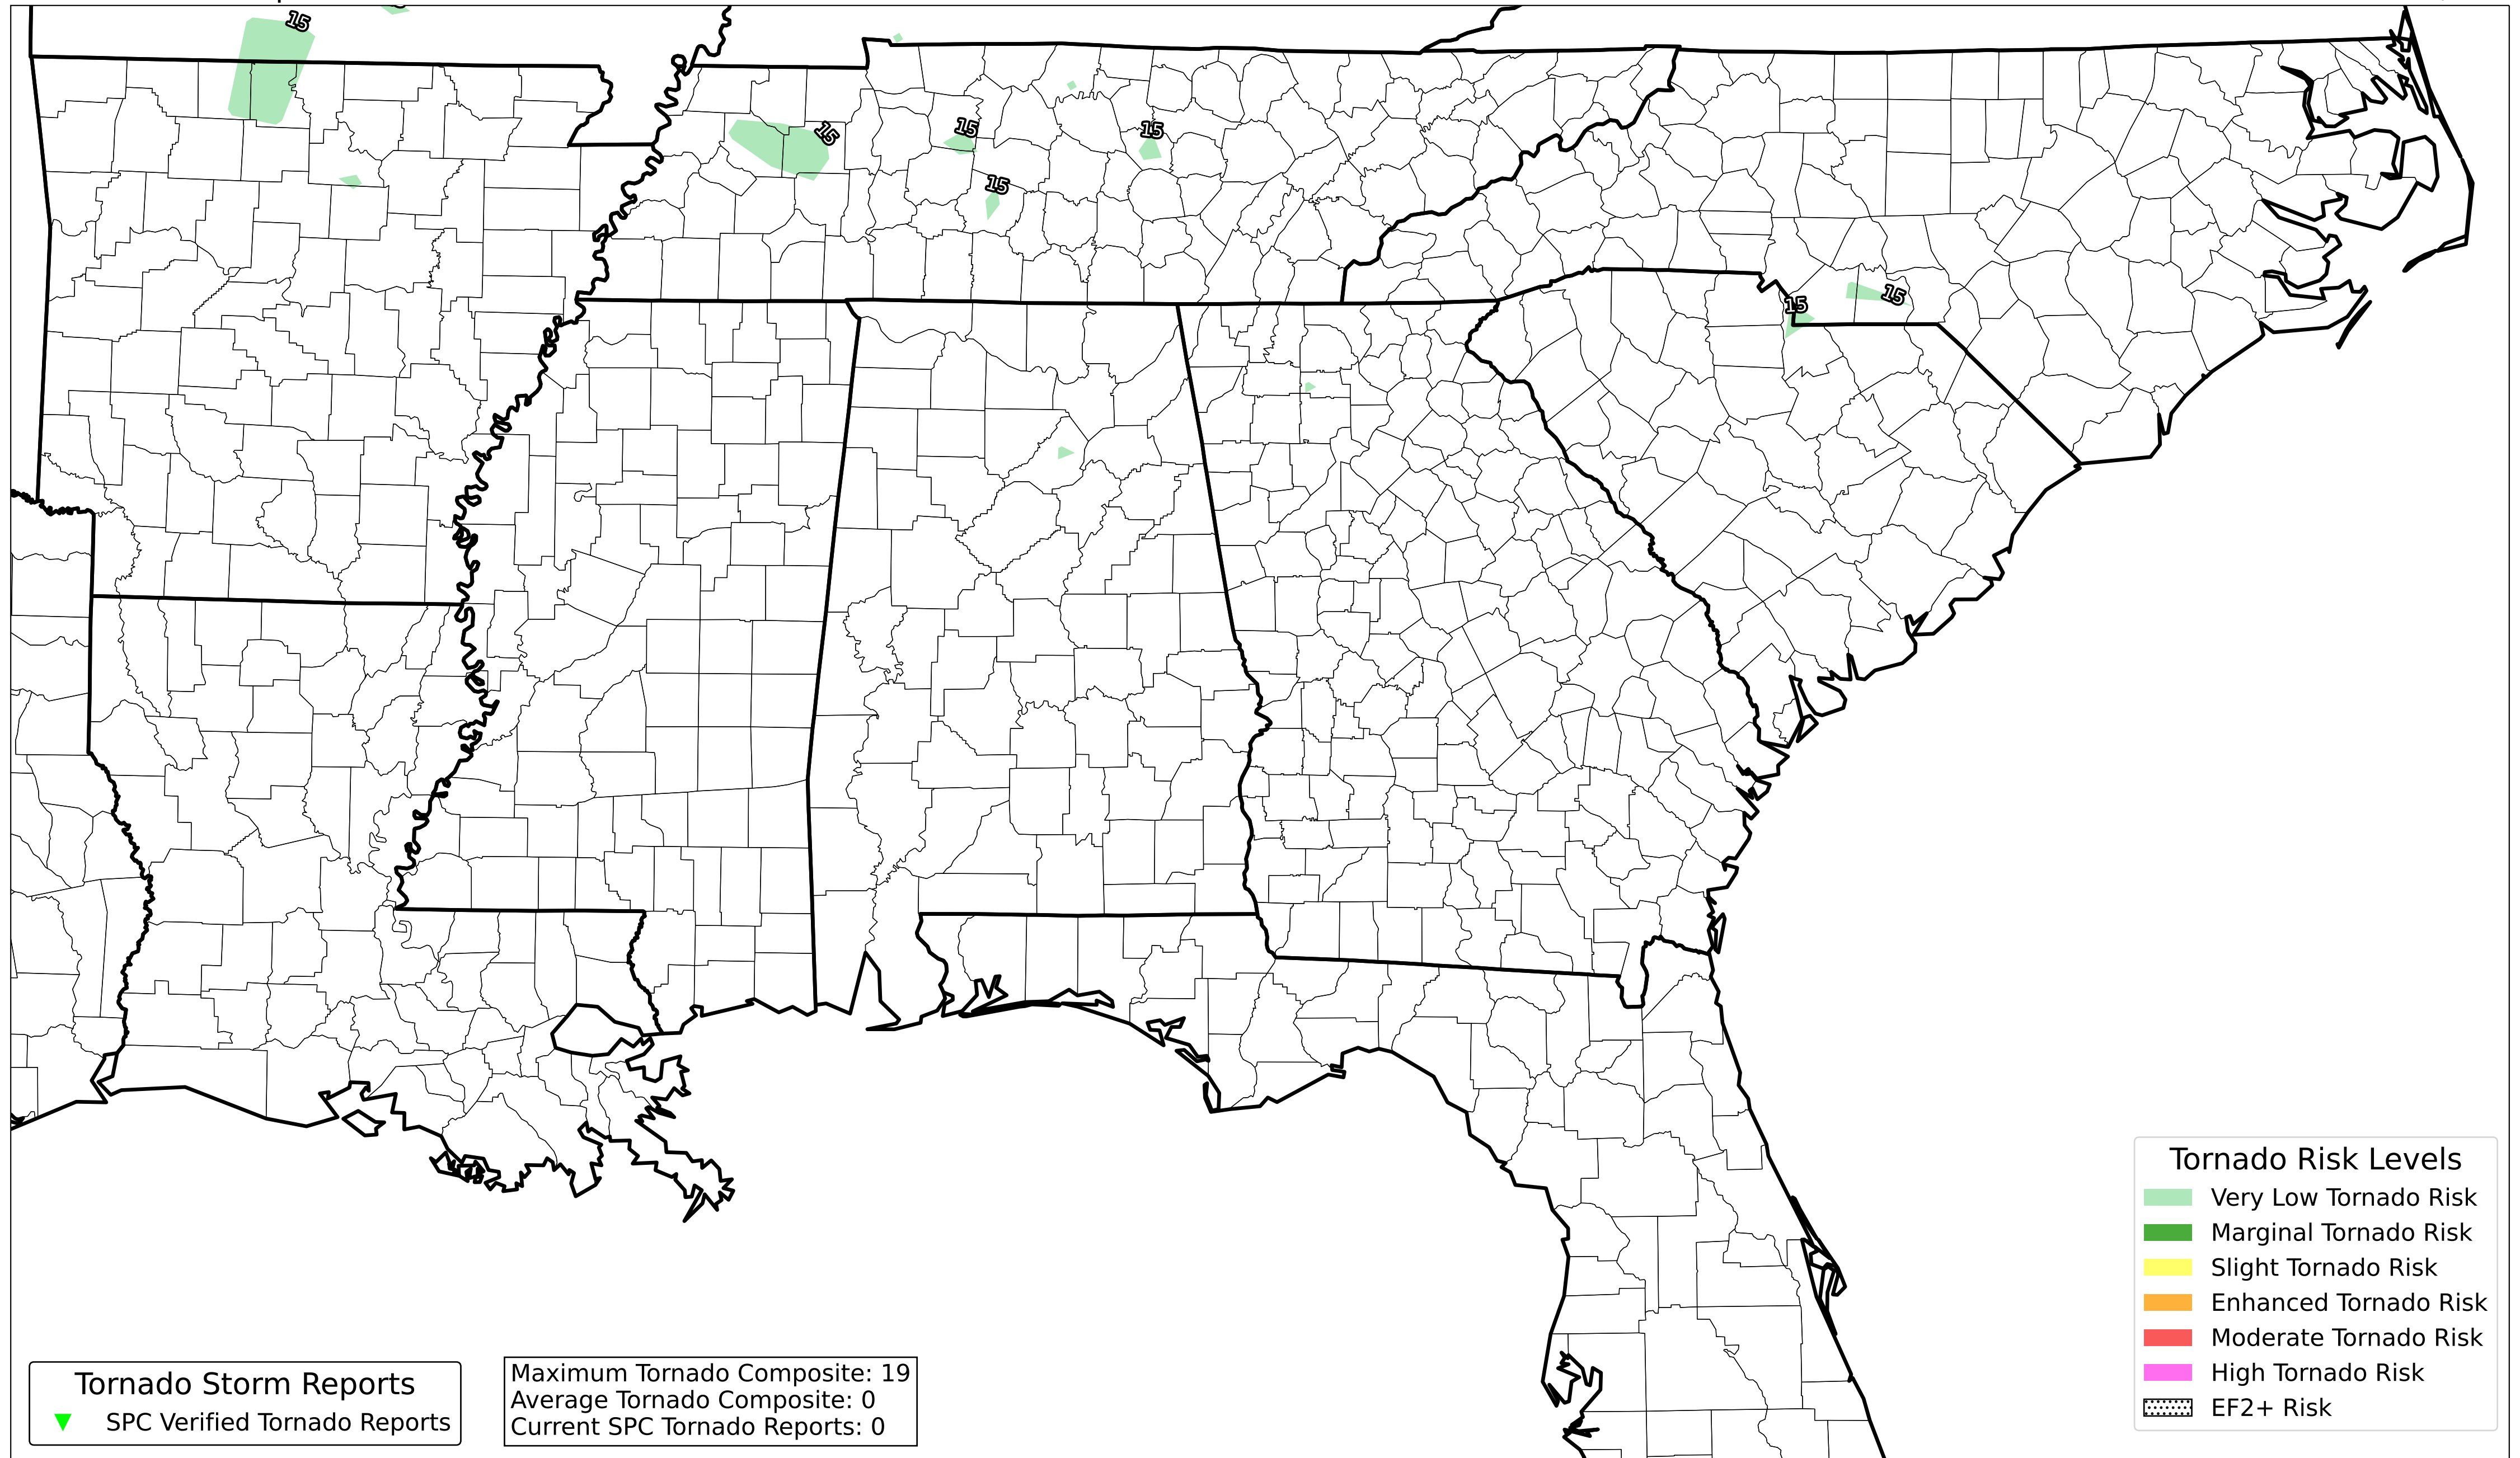 15
15
15
15
15
15
15
Tornado Risk Levels
Very Low Tornado Risk
Marginal Tornado Risk
Slight Tornado Risk
Enhanced Tornado Risk
Moderate Tornado Risk
High Tornado Risk
EF2+ Risk
Tornado Storm Reports
SPC Verified Tornado Reports
Maximum Tornado Composite: 19
Average Tornado Composite: 0
Current SPC Tornado Reports: 0